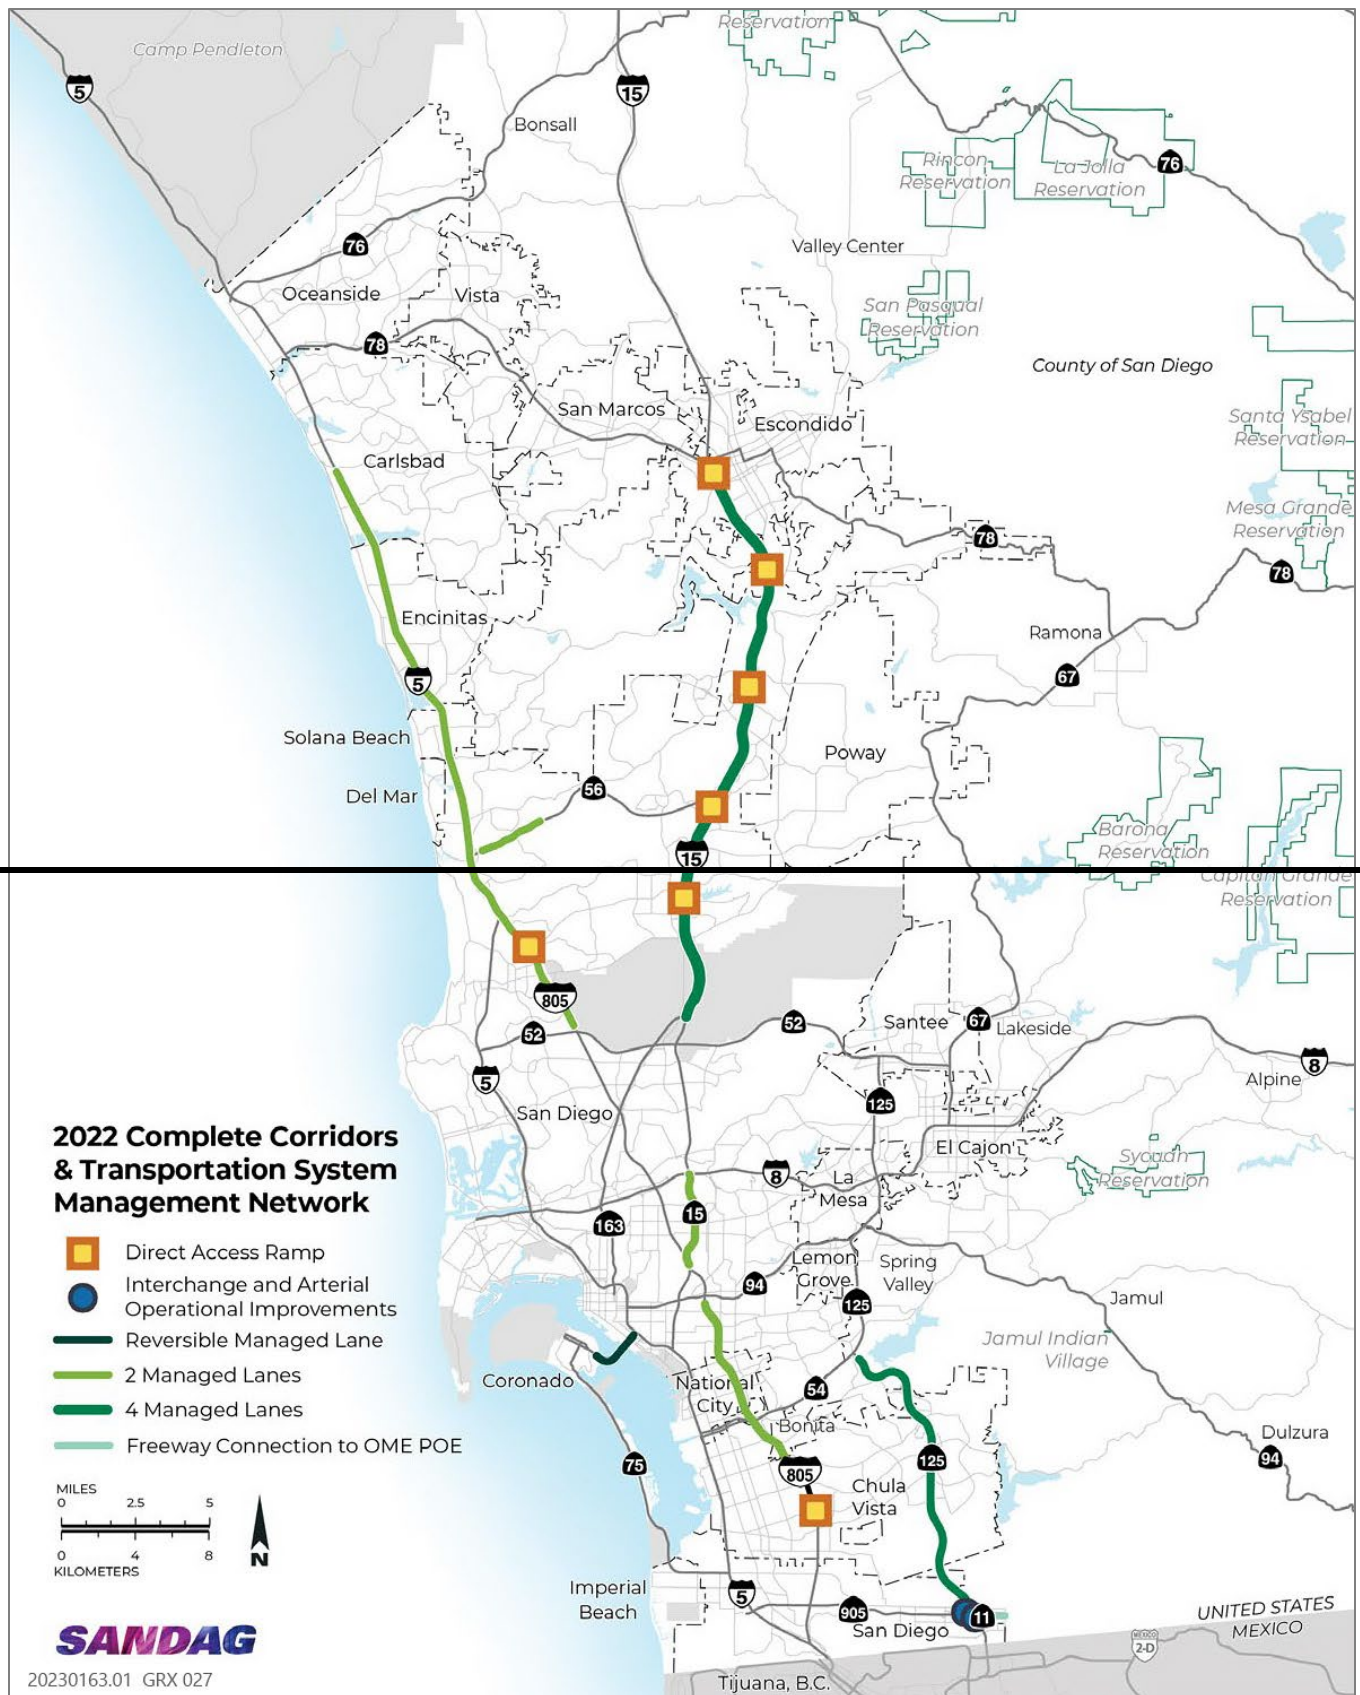 Reservation
Camp Pendleton
5
15
Bonsall
Rincon
Reservation
La Jolla
Reservation
76
76
Valley Center
Oceanside
Vista
San Pasqual
Reservation
78
County of San Diego
San Marcos
Escondido
Santa Ysabel
Reservation
Carlsbad
Mesa Grande
Reservation
78
78
Encinitas
Ramona
67
5
Solana Beach
Poway
56
Del Mar
Barona
Reservation
15
Capitan Grande
Reservation
805
52
52
Santee
67
Lakeside
5
8
Alpine
125
San Diego
El Cajon
Sycuan
Reservation
8
La
Mesa
15
163
Lemon
Grove
Spring
Valley
94
125
Jamul
Jamul Indian
Village
Coronado
National
City
54
Bonita
Dulzura
94
125
75
805
Chula
Vista
Imperial
Beach
5
905
11
San Diego
UNITED STATES
MEXICO
MEXICO
2-D
Tijuana, B.C.
2022 Complete Corridors
& Transportation System
Management Network
Direct Access Ramp
Interchange and Arterial
Operational Improvements
Reversible Managed Lane
2 Managed Lanes
4 Managed Lanes
Freeway Connection to OME POE
MILES
0 2.5 5
0 4 8
KILOMETERS
N
SANDAG
20230163.01 GRX 027